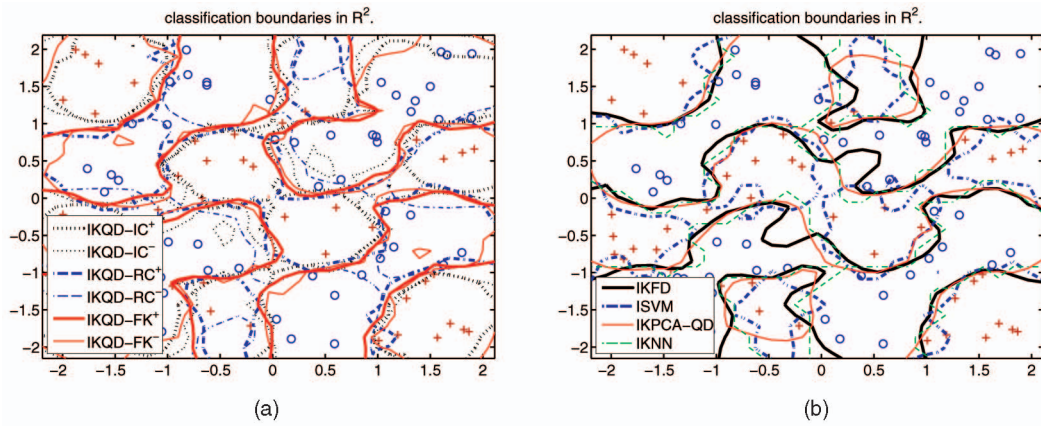 classification boundaries in R².
2
1.5
1
0.5
0
−0.5
−1
−1.5
−2
IKQD−IC⁺
IKQD−IC⁻
IKQD−RC⁺
IKQD−RC⁻
IKQD−FK⁺
IKQD−FK⁻
−2 −1.5 −1 −0.5 0 0.5 1 1.5 2
(a)
classification boundaries in R².
2
1.5
1
0.5
0
−0.5
−1
−1.5
−2
IKFD
ISVM
IKPCA−QD
IKNN
−2 −1.5 −1 −0.5 0 0.5 1 1.5 2
(b)